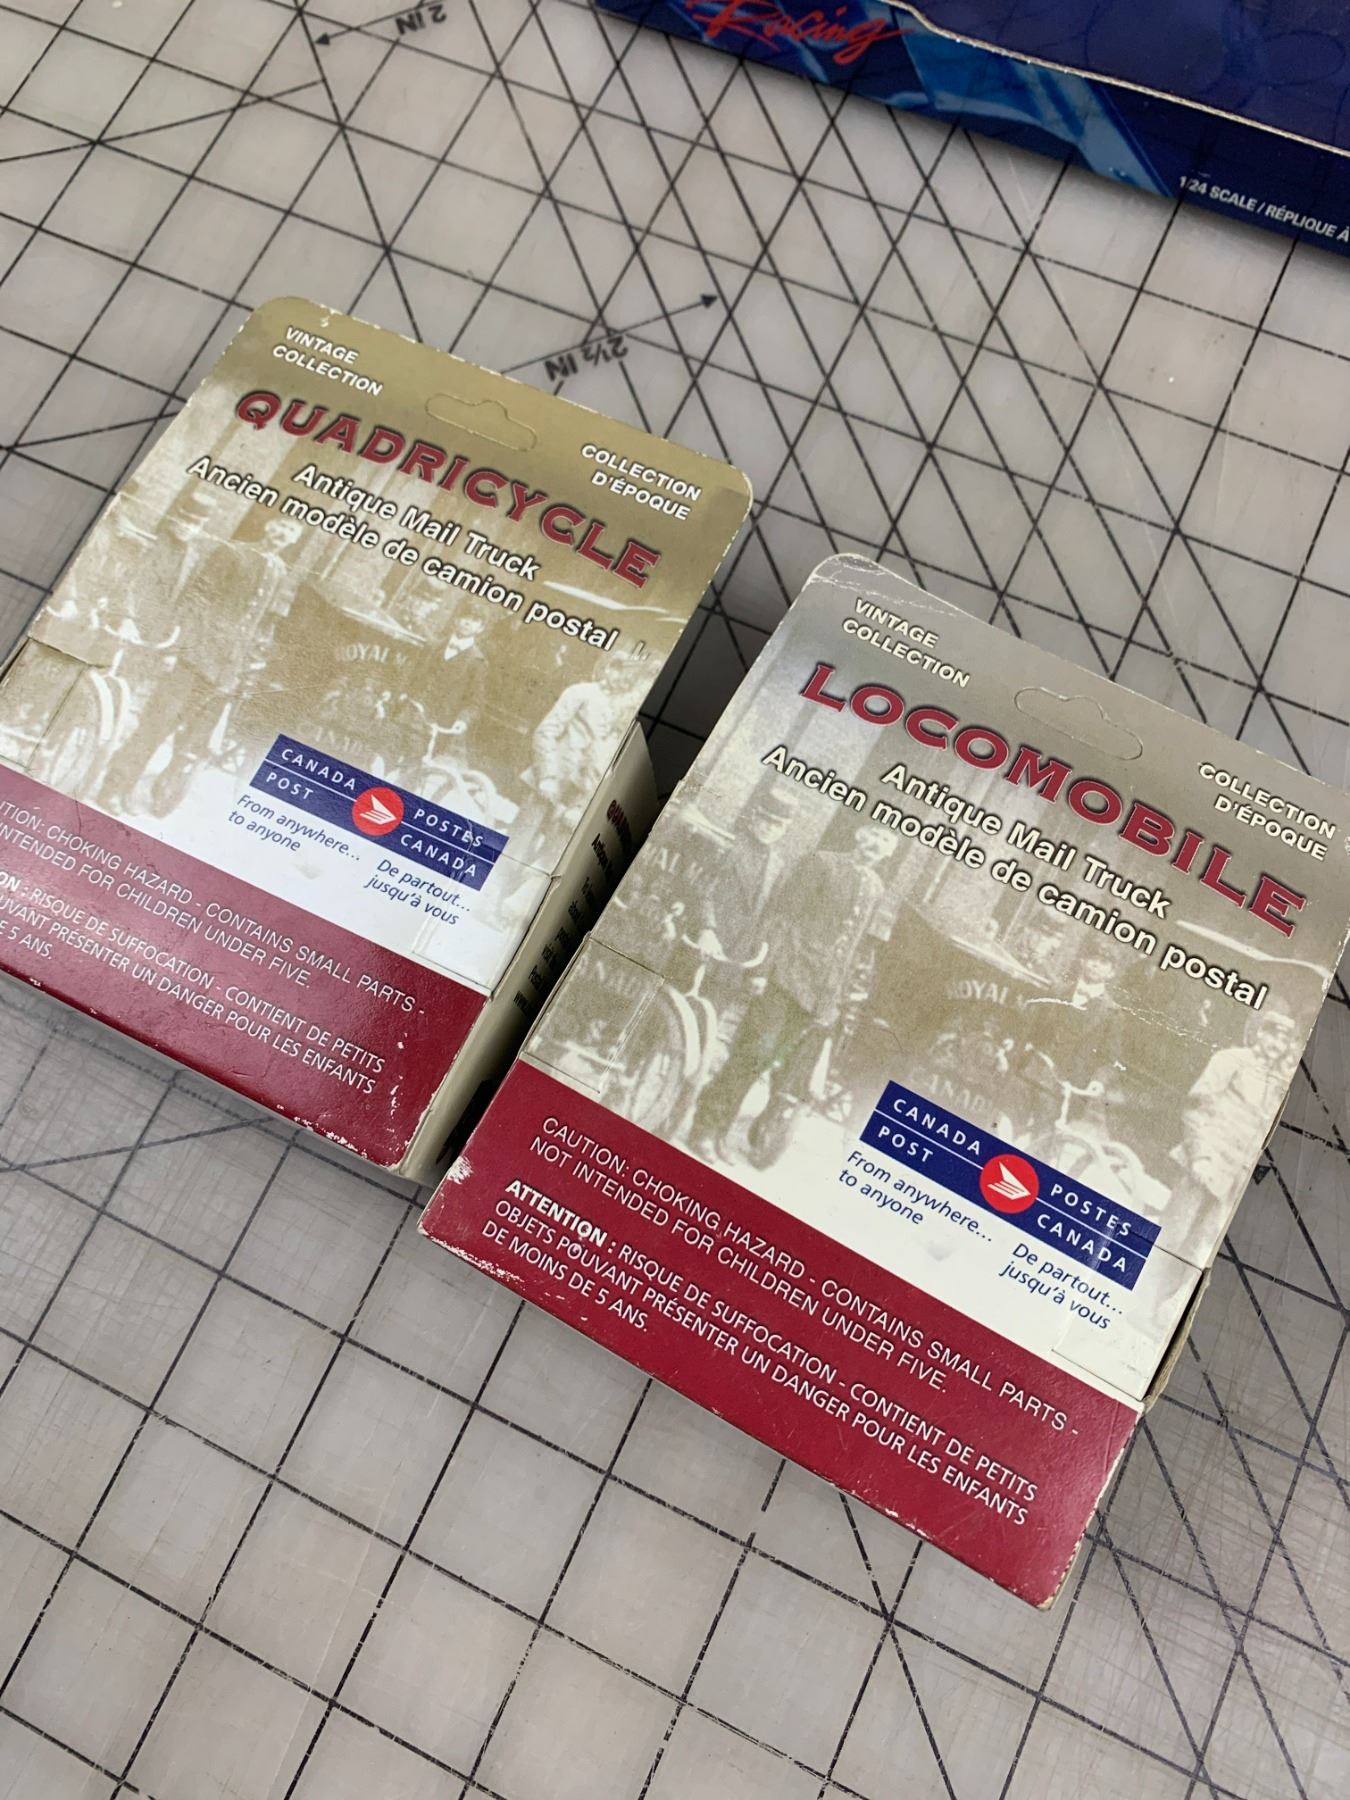 2 IN
Racing
1/24 SCALE / RÉPLIQUE À
2½ IN
VINTAGE
COLLECTION
QUADRICYCLE
COLLECTION
D'ÉPOQUE
Antique Mail Truck
Ancien modèle de camion postal
ROYAL
CANADA
POST
POSTES
CANADA
From anywhere...
to anyone
De partout...
jusqu'à vous
CHOKING HAZARD - CONTAINS SMALL PARTS -
INTENDED FOR CHILDREN UNDER FIVE.
RISQUE DE SUFFOCATION - CONTIENT DE PETITS
PRÉSENTER UN DANGER POUR LES ENFANTS
5 ANS.
VINTAGE
COLLECTION
LOCOMOBILE
COLLECTION
D'ÉPOQUE
Antique Mail Truck
Ancien modèle de camion postal
ROYAL
CANADA
POST
POSTES
CANADA
From anywhere...
to anyone
De partout...
jusqu'à vous
CAUTION: CHOKING HAZARD - CONTAINS SMALL PARTS -
NOT INTENDED FOR CHILDREN UNDER FIVE.
ATTENTION : RISQUE DE SUFFOCATION - CONTIENT DE PETITS
OBJETS POUVANT PRÉSENTER UN DANGER POUR LES ENFANTS
DE MOINS DE 5 ANS.